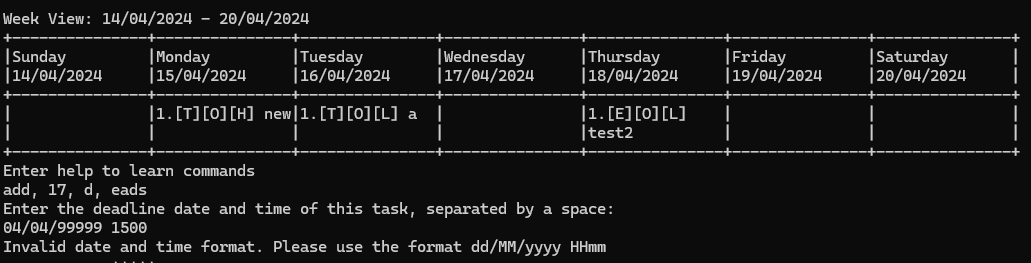 Week View: 14/04/2024 - 20/04/2024
+---------------+---------------+---------------+---------------+---------------+---------------+---------------+
|Sunday         |Monday         |Tuesday        |Wednesday      |Thursday       |Friday         |Saturday       |
|14/04/2024     |15/04/2024     |16/04/2024     |17/04/2024     |18/04/2024     |19/04/2024     |20/04/2024     |
+---------------+---------------+---------------+---------------+---------------+---------------+---------------+
|               |1.[T][O][H] new|1.[T][O][L] a  |               |1.[E][O][L]    |               |               |
|               |               |               |               |test2          |               |               |
+---------------+---------------+---------------+---------------+---------------+---------------+---------------+
Enter help to learn commands
add, 17, d, eads
Enter the deadline date and time of this task, separated by a space:
04/04/99999 1500
Invalid date and time format. Please use the format dd/MM/yyyy HHmm